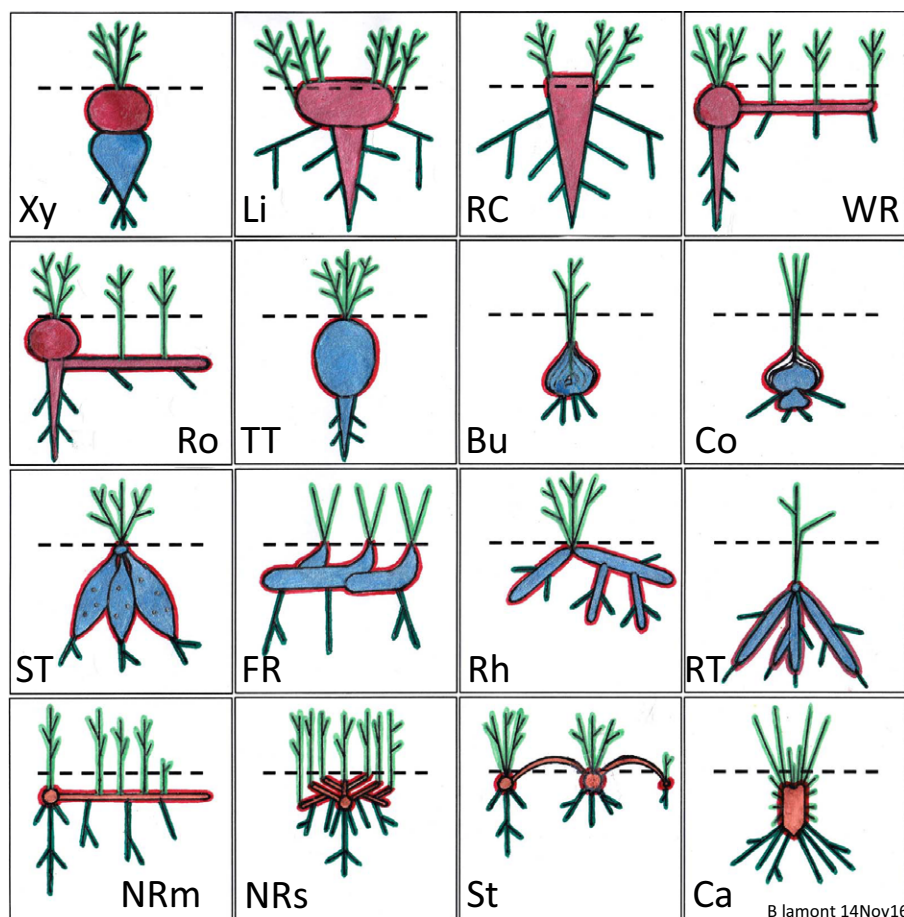 Xy
Li
RC
WR
Ro
TT
Bu
Co
ST
FR
Rh
RT
NRm
NRs
St
Ca
B lamont 14Nov16